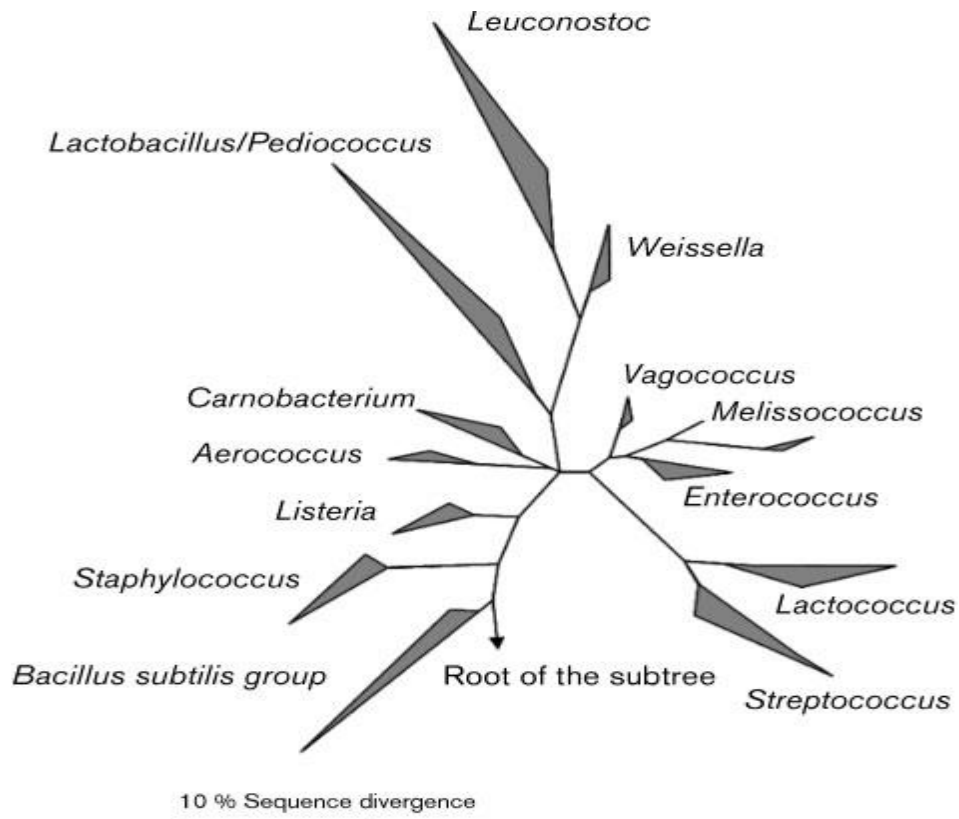 Leuconostoc
Lactobacillus/Pediococcus
Weissella
Vagococcus
Carnobacterium
Melissococcus
Aerococcus
Enterococcus
Listeria
Staphylococcus
Lactococcus
Bacillus subtilis group
Root of the subtree
Streptococcus
10 % Sequence divergence